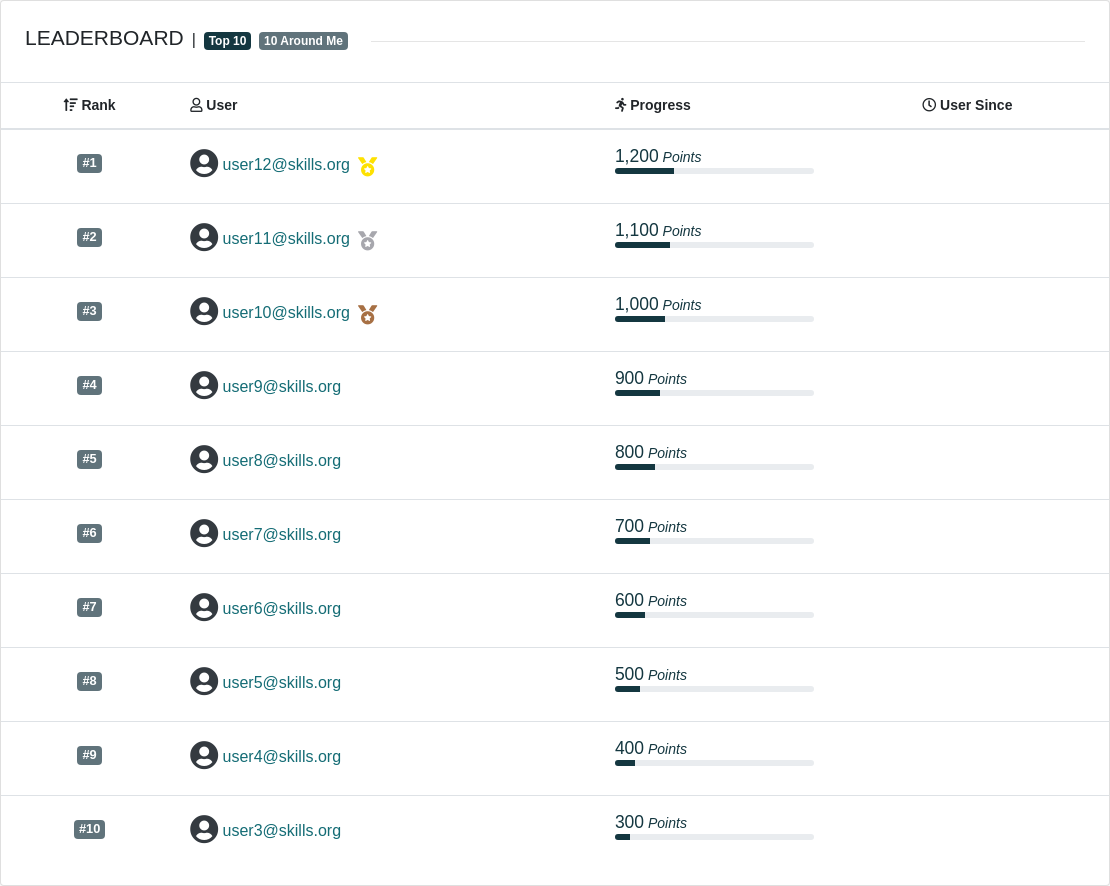 LEADERBOARD | Top 10 10 Around Me
Rank User Progress User Since
#1 user12@skills.org 1,200 Points
#2 user11@skills.org 1,100 Points
#3 user10@skills.org 1,000 Points
#4 user9@skills.org 900 Points
#5 user8@skills.org 800 Points
#6 user7@skills.org 700 Points
#7 user6@skills.org 600 Points
#8 user5@skills.org 500 Points
#9 user4@skills.org 400 Points
#10 user3@skills.org 300 Points